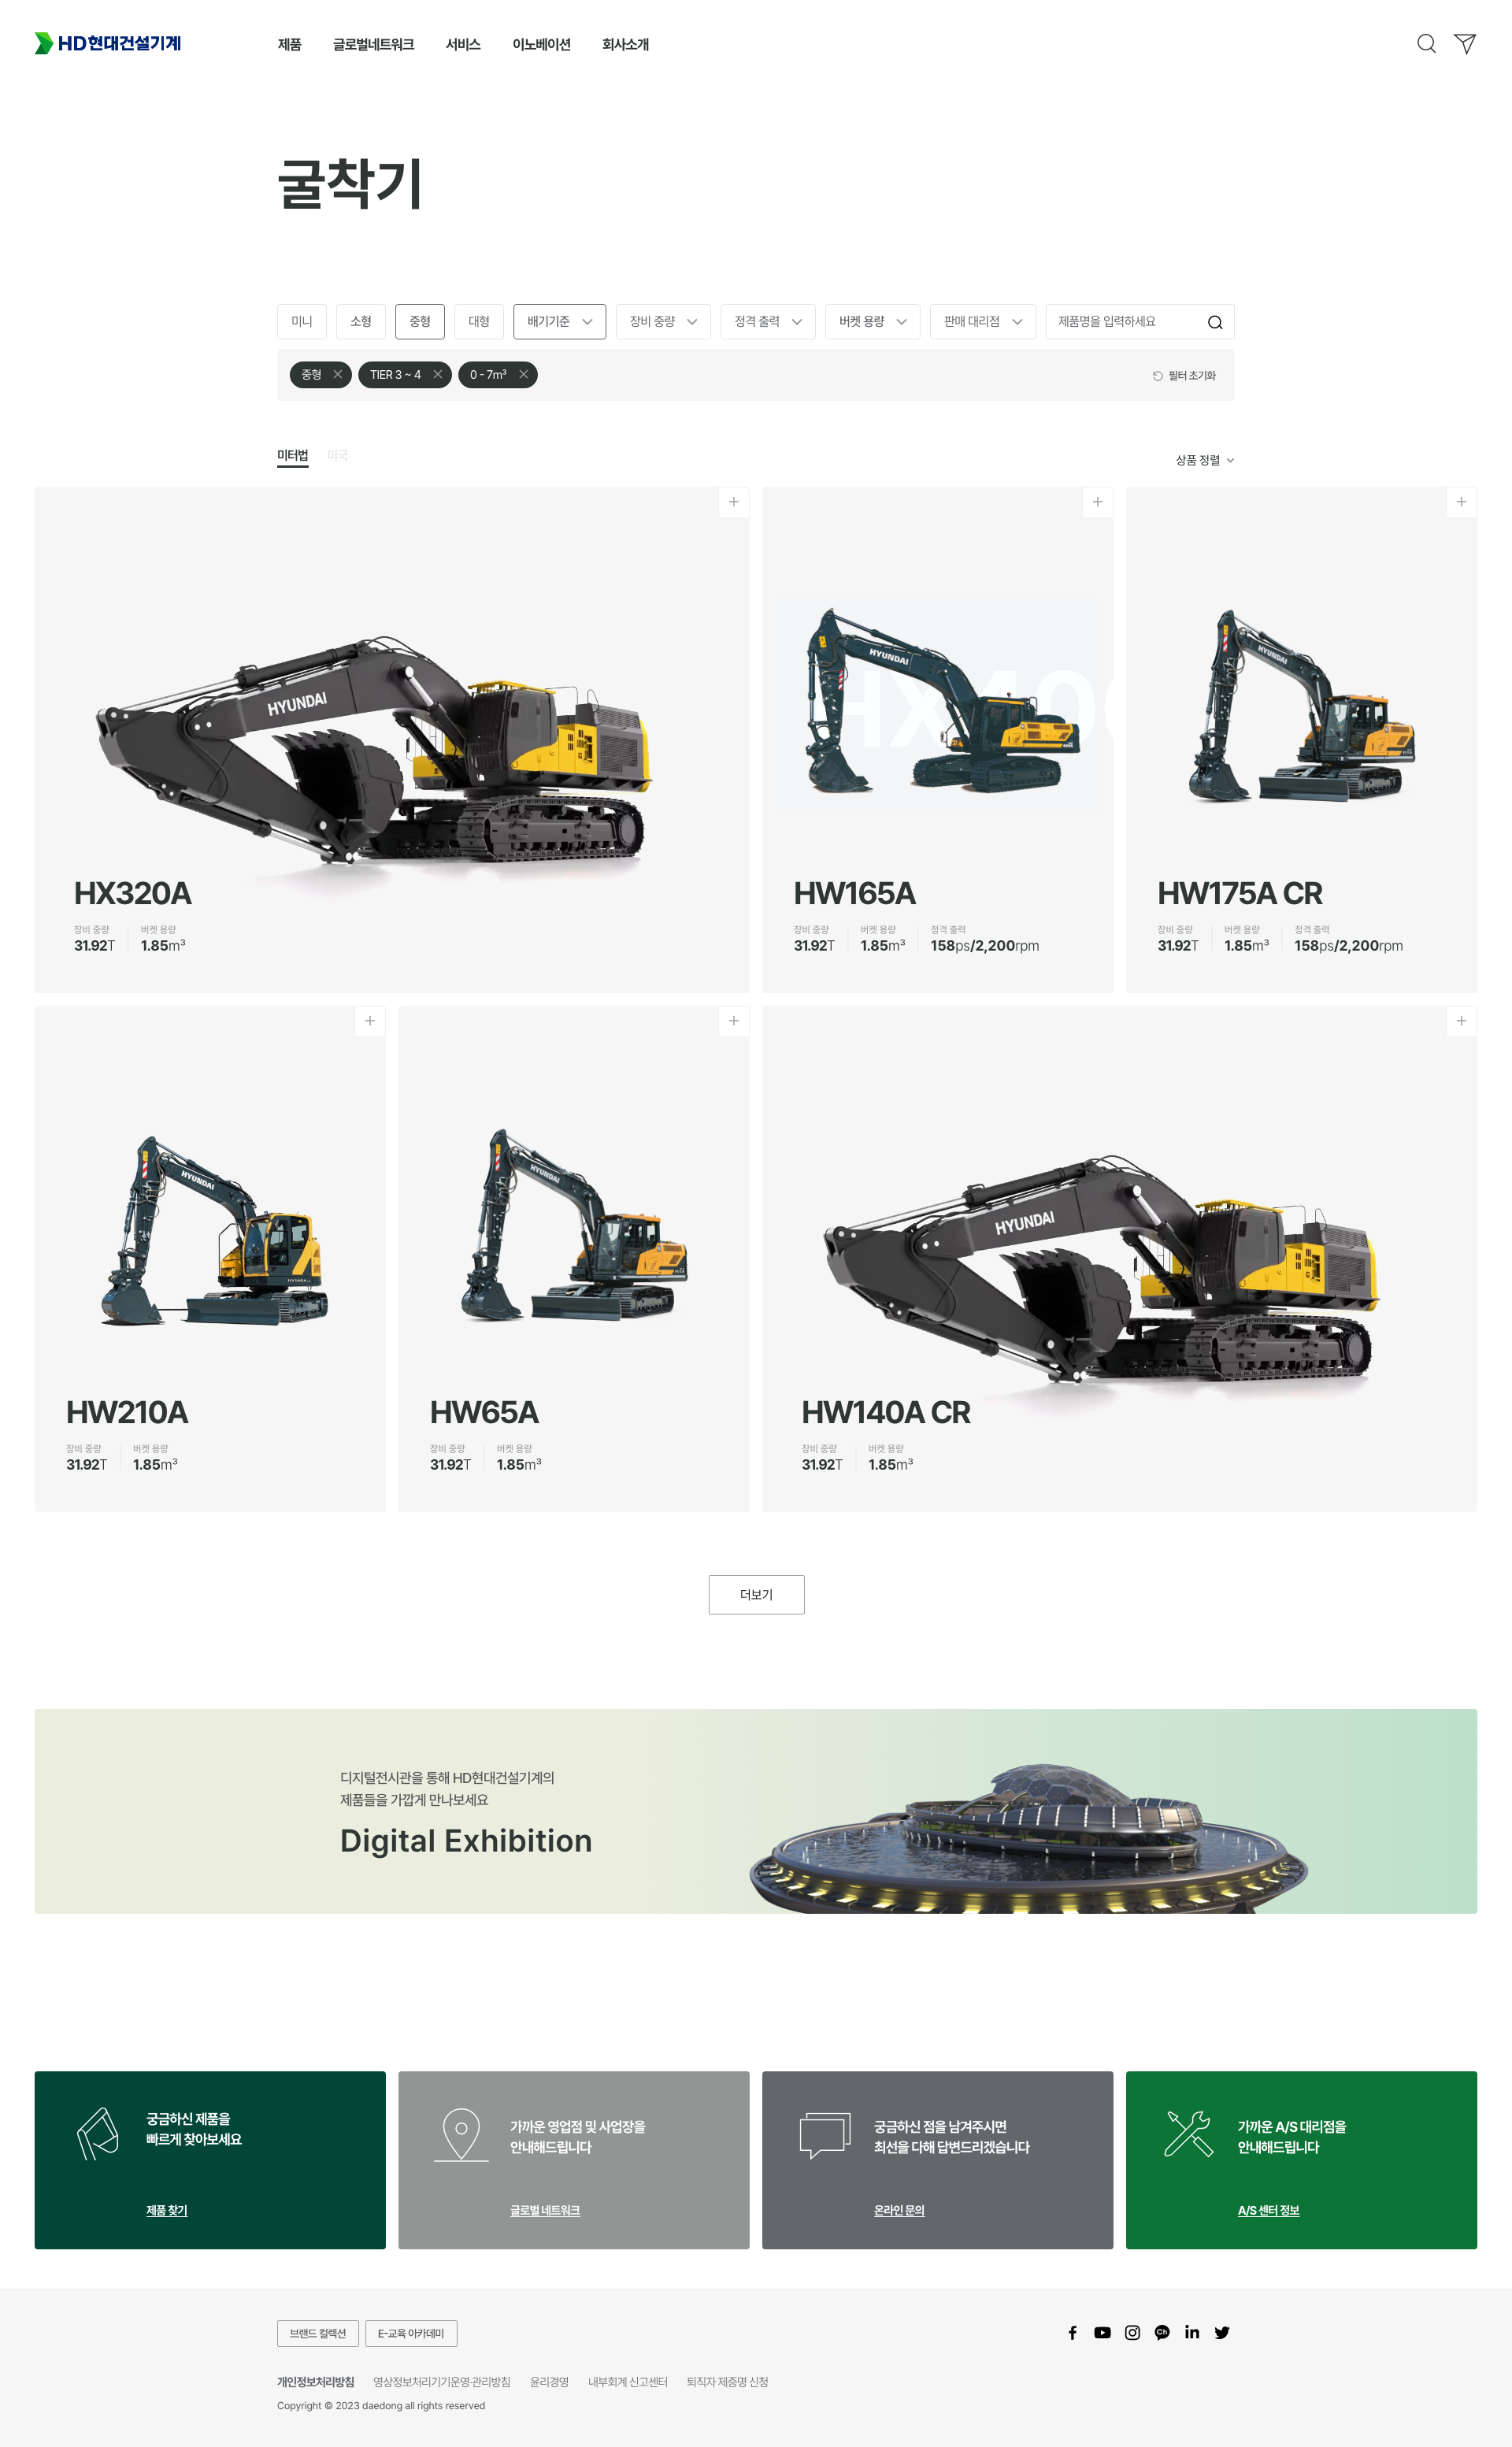 HD현대건설기계
제품 글로벌네트워크 서비스 이노베이션 회사소개
굴착기
미니 소형 중형 대형 배기기준 장비 중량 정격 출력 버켓 용량 판매 대리점 제품명을 입력하세요
중형 TIER 3 ~ 4 0 - 7m³ 필터 초기화
미터법 미국 상품 정렬
HYUNDAI
HX320A
장비 중량 버켓 용량
31.92T 1.85m³
HYUNDAI
HX400
HW165A
장비 중량 버켓 용량 정격 출력
31.92T 1.85m³ 158ps/2,200rpm
HYUNDAI
HW175A CR
장비 중량 버켓 용량 정격 출력
31.92T 1.85m³ 158ps/2,200rpm
HYUNDAI
HW210A
장비 중량 버켓 용량
31.92T 1.85m³
HYUNDAI
HW65A
장비 중량 버켓 용량
31.92T 1.85m³
HYUNDAI
HW140A CR
장비 중량 버켓 용량
31.92T 1.85m³
더보기
디지털전시관을 통해 HD현대건설기계의
제품들을 가깝게 만나보세요
Digital Exhibition
궁금하신 제품을
빠르게 찾아보세요
제품 찾기
가까운 영업점 및 사업장을
안내해드립니다
글로벌 네트워크
궁금하신 점을 남겨주시면
최선을 다해 답변드리겠습니다
온라인 문의
가까운 A/S 대리점을
안내해드립니다
A/S 센터 정보
브랜드 컬렉션 E-교육 아카데미
개인정보처리방침 영상정보처리기기운영·관리방침 윤리경영 내부회계 신고센터 퇴직자 제증명 신청
Copyright © 2023 daedong all rights reserved